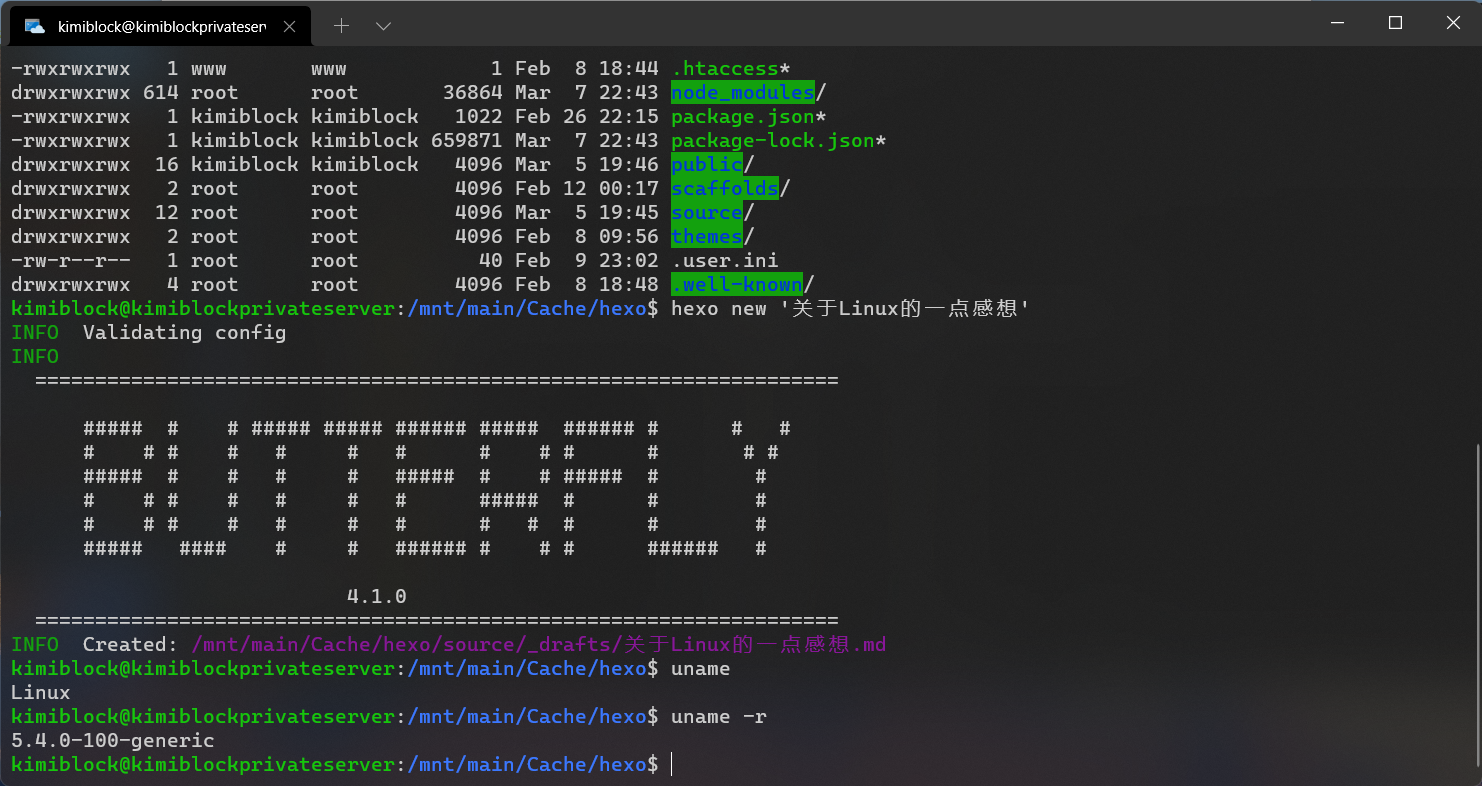 kimiblock@kimiblockprivateserv
-rwxrwxrwx   1 www       www            1 Feb  8 18:44 .htaccess*
drwxrwxrwx 614 root      root       36864 Mar  7 22:43 node_modules/
-rwxrwxrwx   1 kimiblock kimiblock   1022 Feb 26 22:15 package.json*
-rwxrwxrwx   1 kimiblock kimiblock 659871 Mar  7 22:43 package-lock.json*
drwxrwxrwx  16 kimiblock kimiblock   4096 Mar  5 19:46 public/
drwxrwxrwx   2 root      root        4096 Feb 12 00:17 scaffolds/
drwxrwxrwx  12 root      root        4096 Mar  5 19:45 source/
drwxrwxrwx   2 root      root        4096 Feb  8 09:56 themes/
-rw-r--r--   1 root      root          40 Feb  9 23:02 .user.ini
drwxrwxrwx   4 root      root        4096 Feb  8 18:48 .well-known/
kimiblock@kimiblockprivateserver:/mnt/main/Cache/hexo$ hexo new '关于Linux的一点感想'
INFO  Validating config
INFO
  ===================================================================
      #####  #    # ##### ##### ###### #####  ###### #      #   #
      #    # #    #   #     #   #      #    # #      #       # #
      #####  #    #   #     #   #####  #    # #####  #        #
      #    # #    #   #     #   #      #####  #      #        #
      #    # #    #   #     #   #      #   #  #      #        #
      #####   ####    #     #   ###### #    # #      ######   #
                            4.1.0
  ===================================================================
INFO  Created: /mnt/main/Cache/hexo/source/_drafts/关于Linux的一点感想.md
kimiblock@kimiblockprivateserver:/mnt/main/Cache/hexo$ uname
Linux
kimiblock@kimiblockprivateserver:/mnt/main/Cache/hexo$ uname -r
5.4.0-100-generic
kimiblock@kimiblockprivateserver:/mnt/main/Cache/hexo$